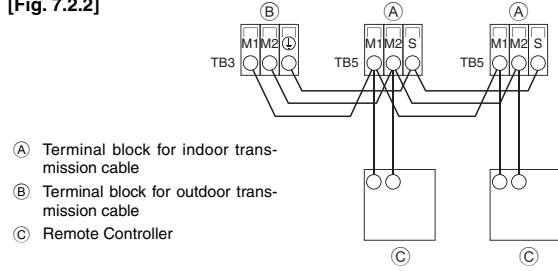 [Fig. 7.2.2]
Ⓑ Ⓐ Ⓐ
M1 M2 M1 M2 S M1 M2 S
TB3 TB5 TB5
Ⓐ Terminal block for indoor trans-
mission cable
Ⓑ Terminal block for outdoor trans-
mission cable
Ⓒ Remote Controller
Ⓒ Ⓒ